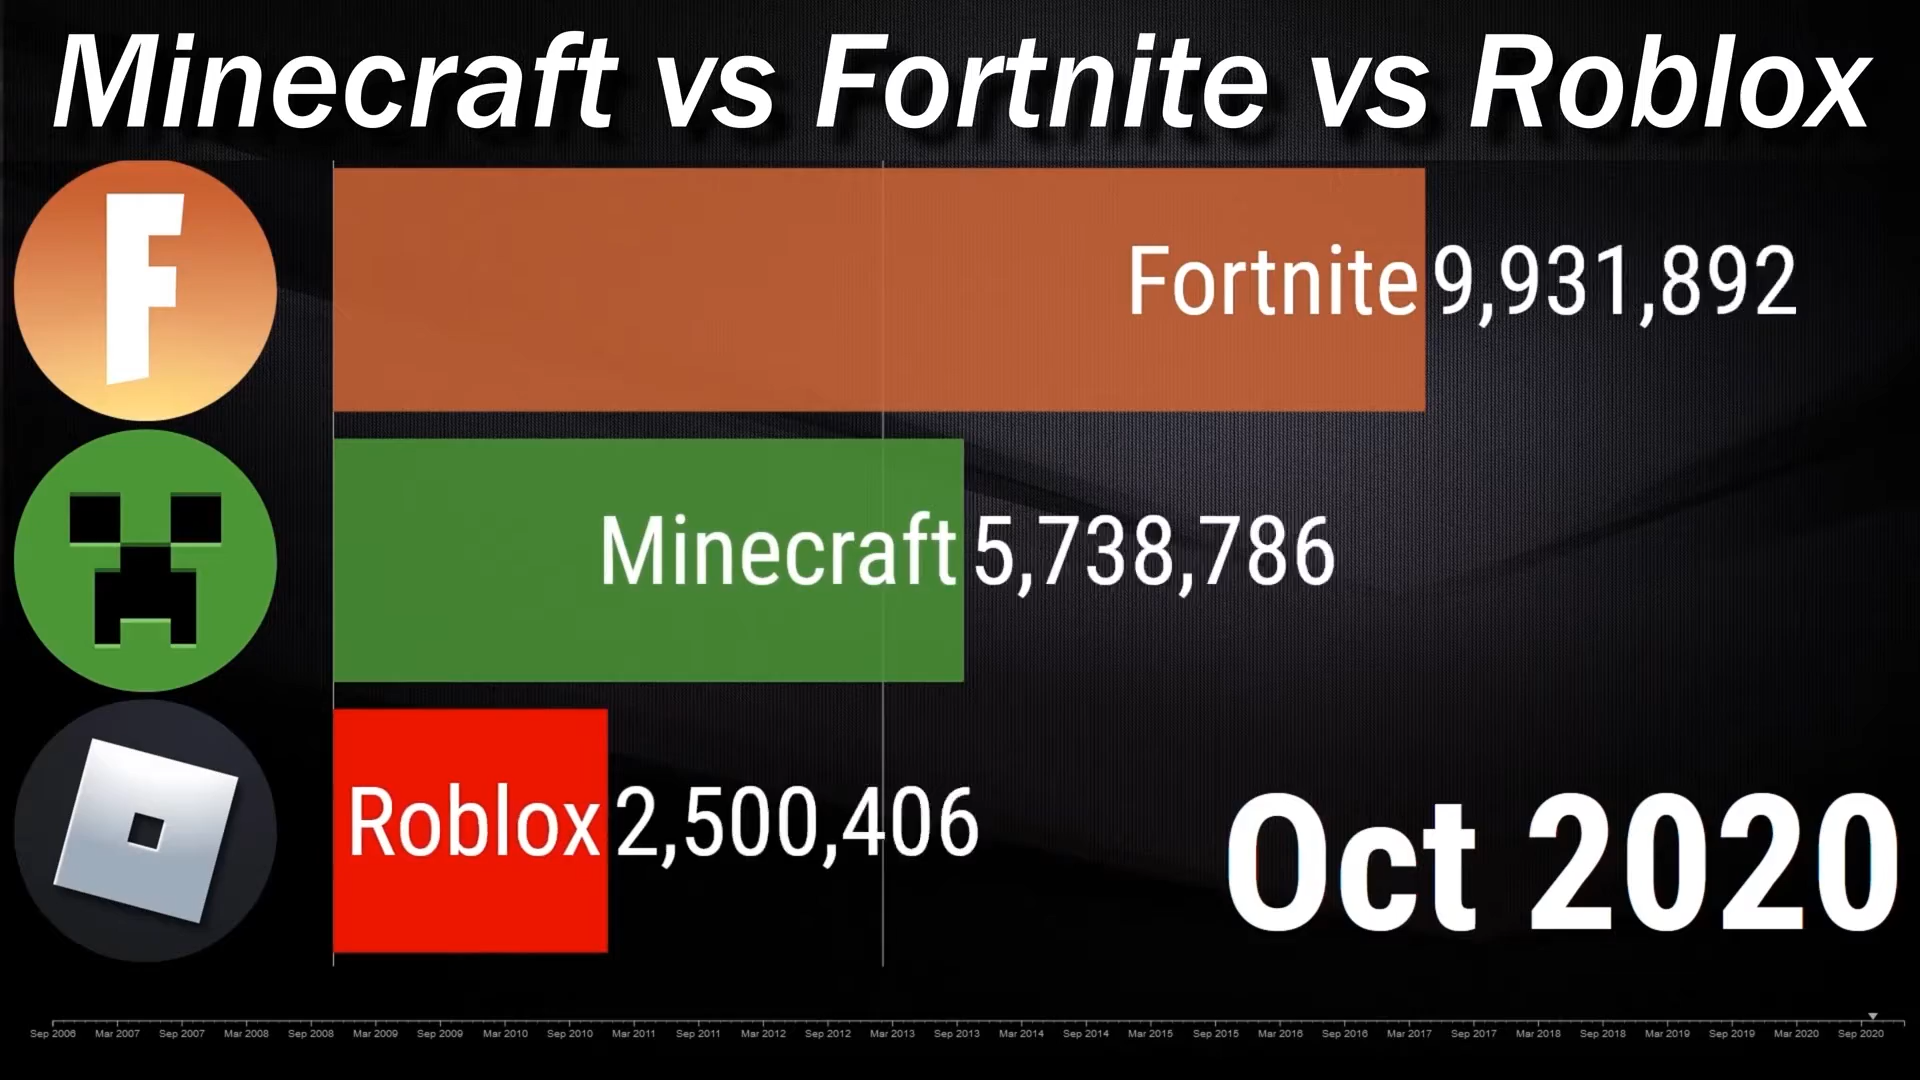 Minecraft vs Fortnite vs Roblox
F
Fortnite 9,931,892
Minecraft 5,738,786
Roblox 2,500,406
Oct 2020
Sep 2006 Mar 2007 Sep 2007 Mar 2008 Sep 2008 Mar 2009 Sep 2009 Mar 2010 Sep 2010 Mar 2011 Sep 2011 Mar 2012 Sep 2012 Mar 2013 Sep 2013 Mar 2014 Sep 2014 Mar 2015 Sep 2015 Mar 2016 Sep 2016 Mar 2017 Sep 2017 Mar 2018 Sep 2018 Mar 2019 Sep 2019 Mar 2020 Sep 2020